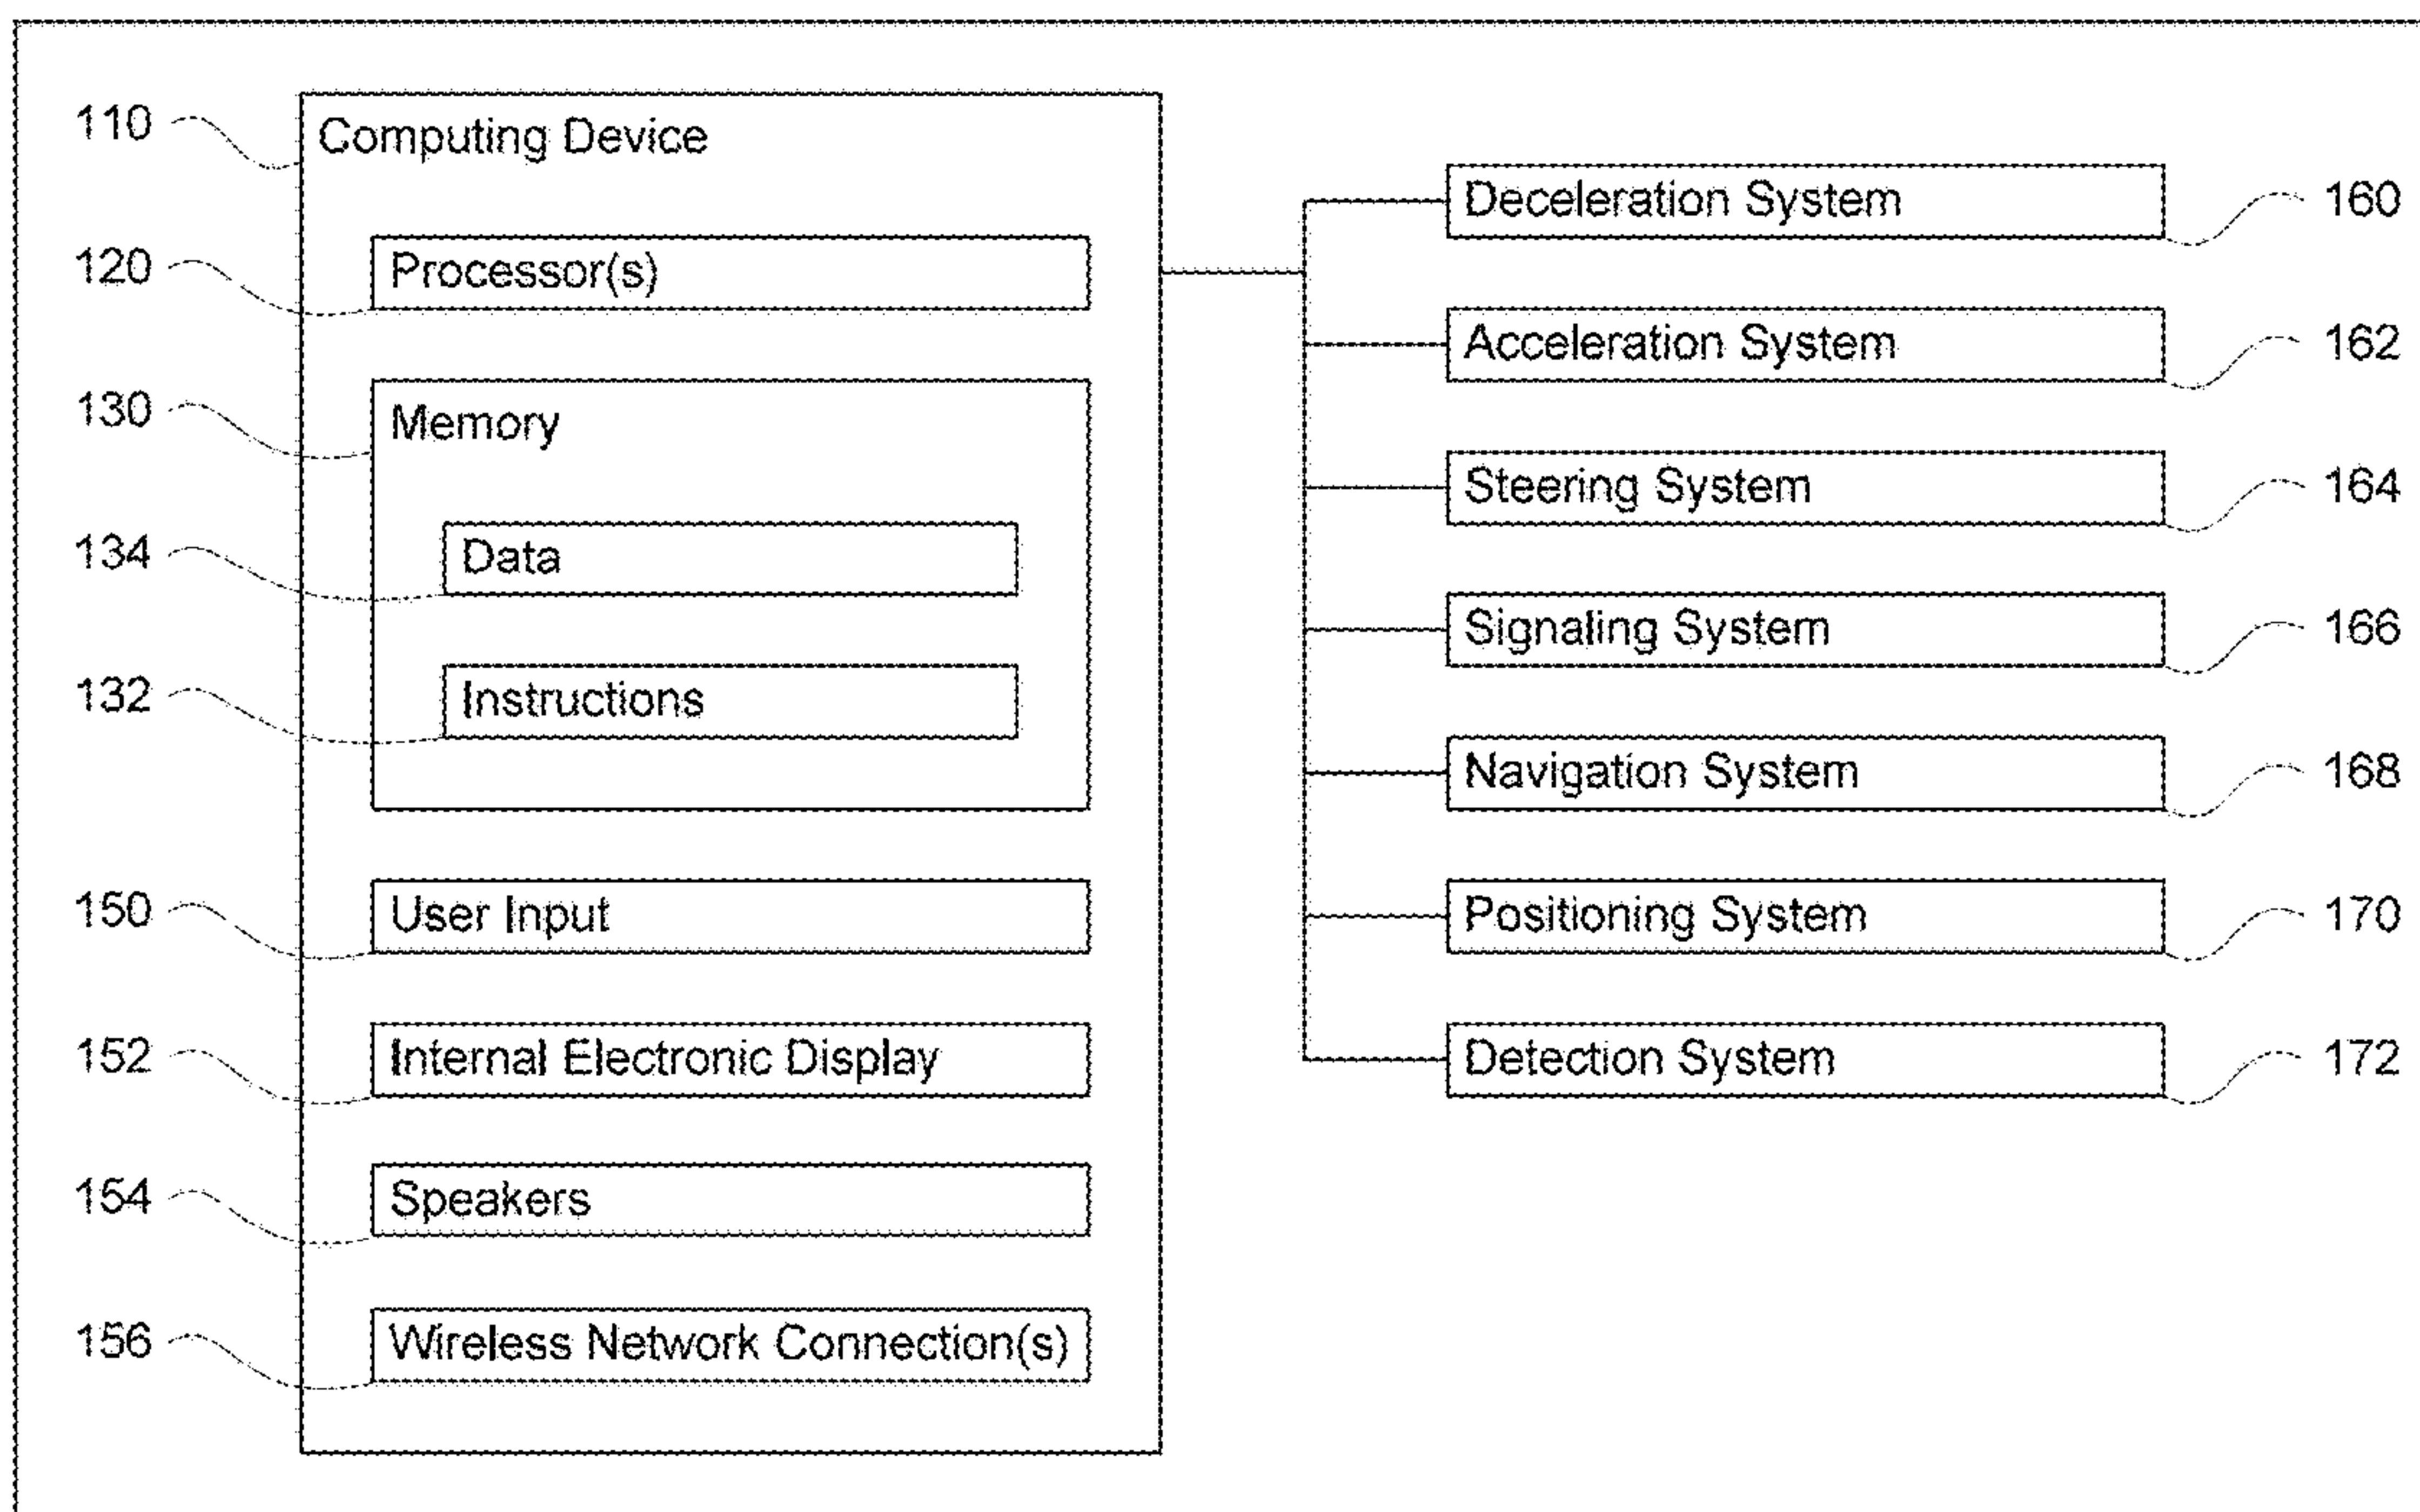 110 Computing Device
120 Processor(s)
130 Memory
134 Data
132 Instructions
150 User Input
152 Internal Electronic Display
154 Speakers
156 Wireless Network Connection(s)
Deceleration System 160
Acceleration System 162
Steering System 164
Signaling System 166
Navigation System 168
Positioning System 170
Detection System 172